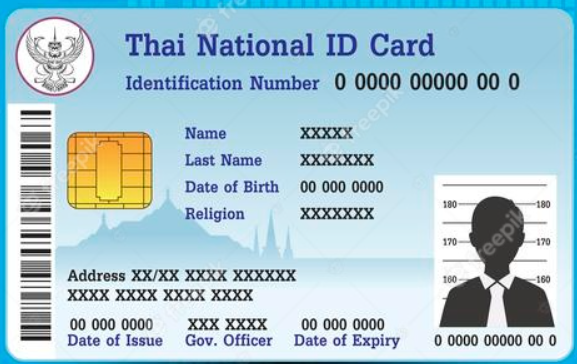 Thai National ID Card
Identification Number 0 0000 00000 00 0
Name XXXXX
Last Name XXXXXXX
Date of Birth 00 000 0000
Religion XXXXXXX
180 180
170 170
160 160
Address XX/XX XXXX XXXXXX
XXXX XXXX XXXX XXXX
00 000 0000 XXX XXXX 00 000 0000
Date of Issue Gov. Officer Date of Expiry
0 0000 00000 00 0
freepik
freepik
freepik